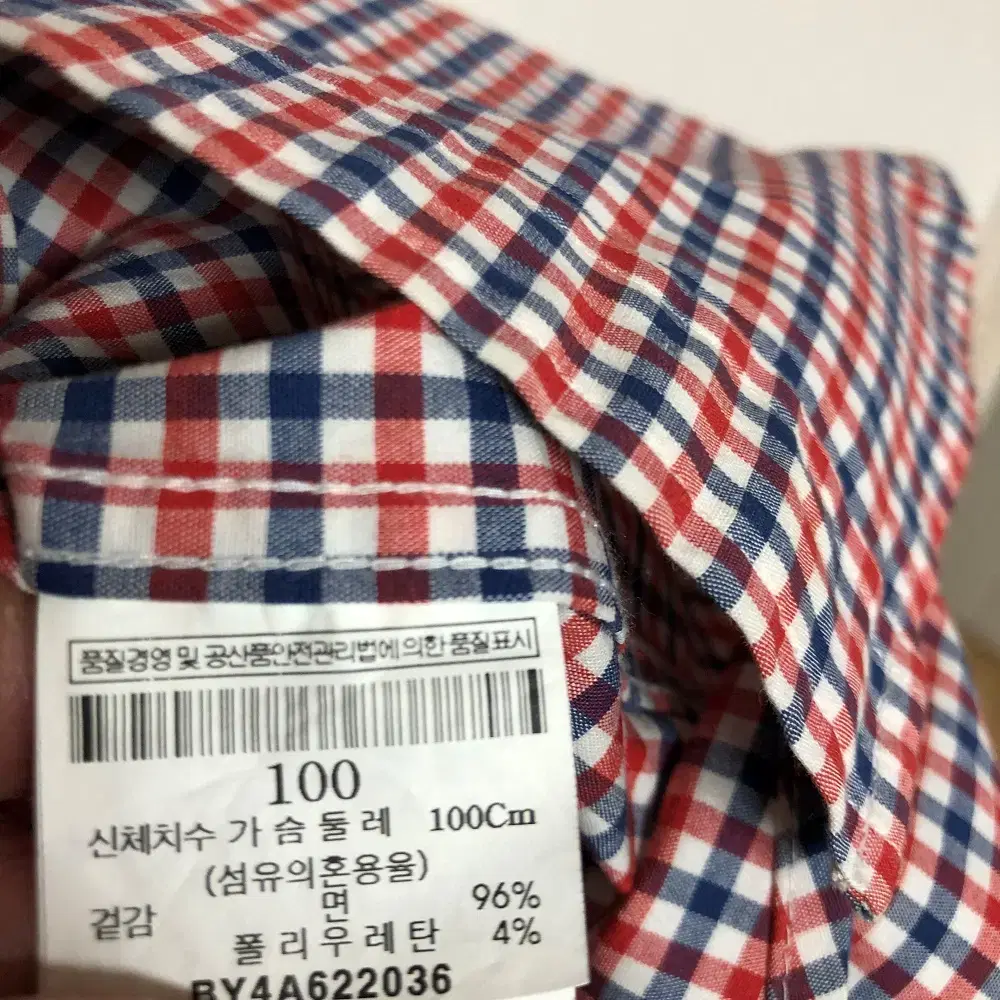 품질경영 및 공산품안전관리법에 의한 품질표시
100
신체치수 가 슴 둘 레 100Cm
(섬유의혼용율)
겉감 면 96%
폴 리 우 레 탄 4%
BY4A622036